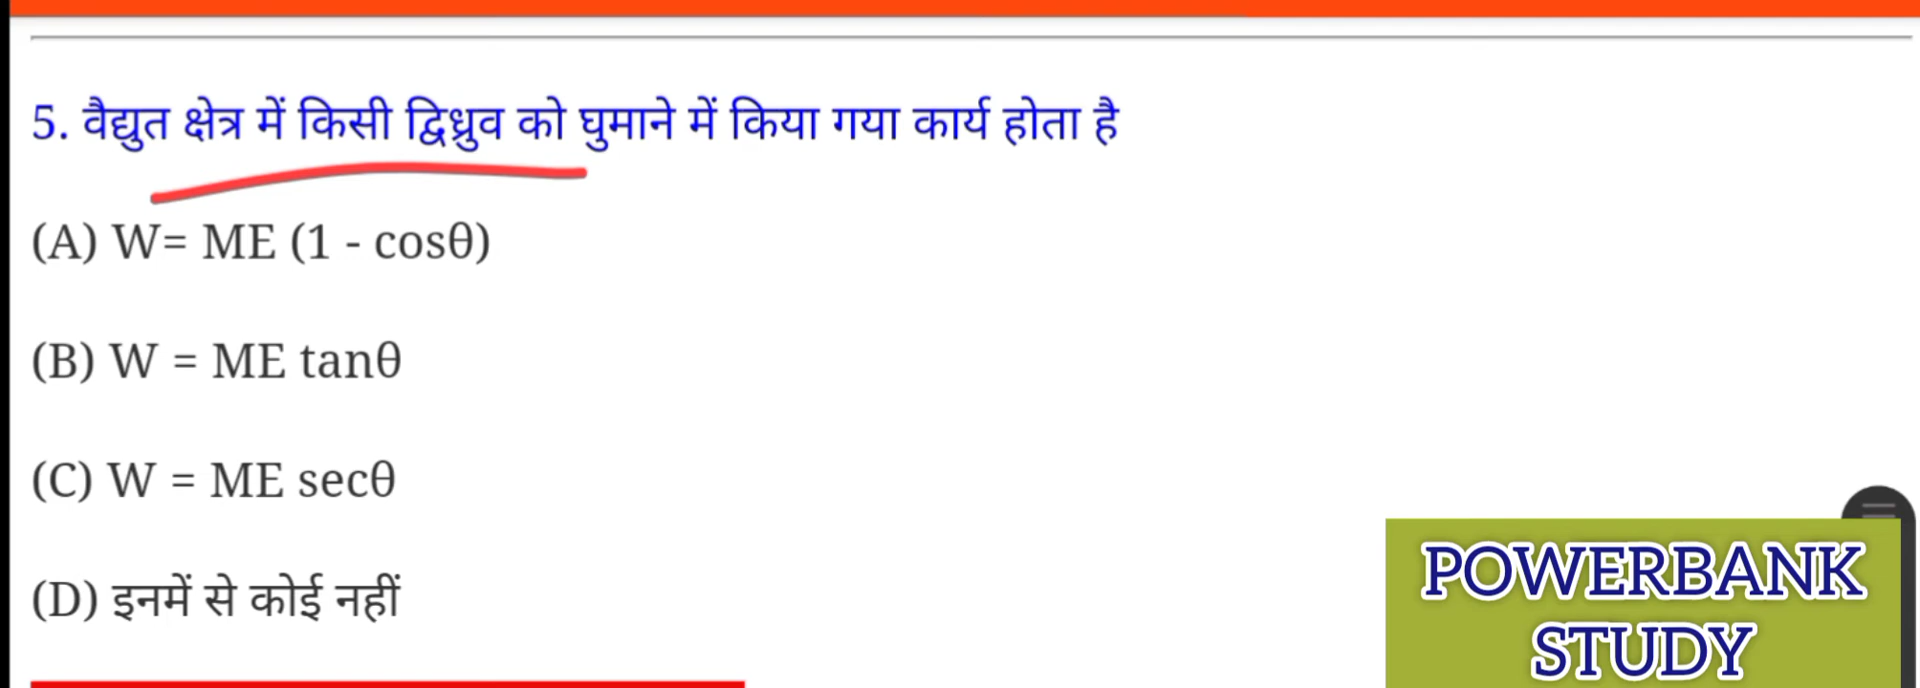 5. वैद्युत क्षेत्र में किसी द्विध्रुव को घुमाने में किया गया कार्य होता है
(A) W= ME (1 - cosθ)
(B) W = ME tanθ
(C) W = ME secθ
(D) इनमें से कोई नहीं
POWERBANK
STUDY